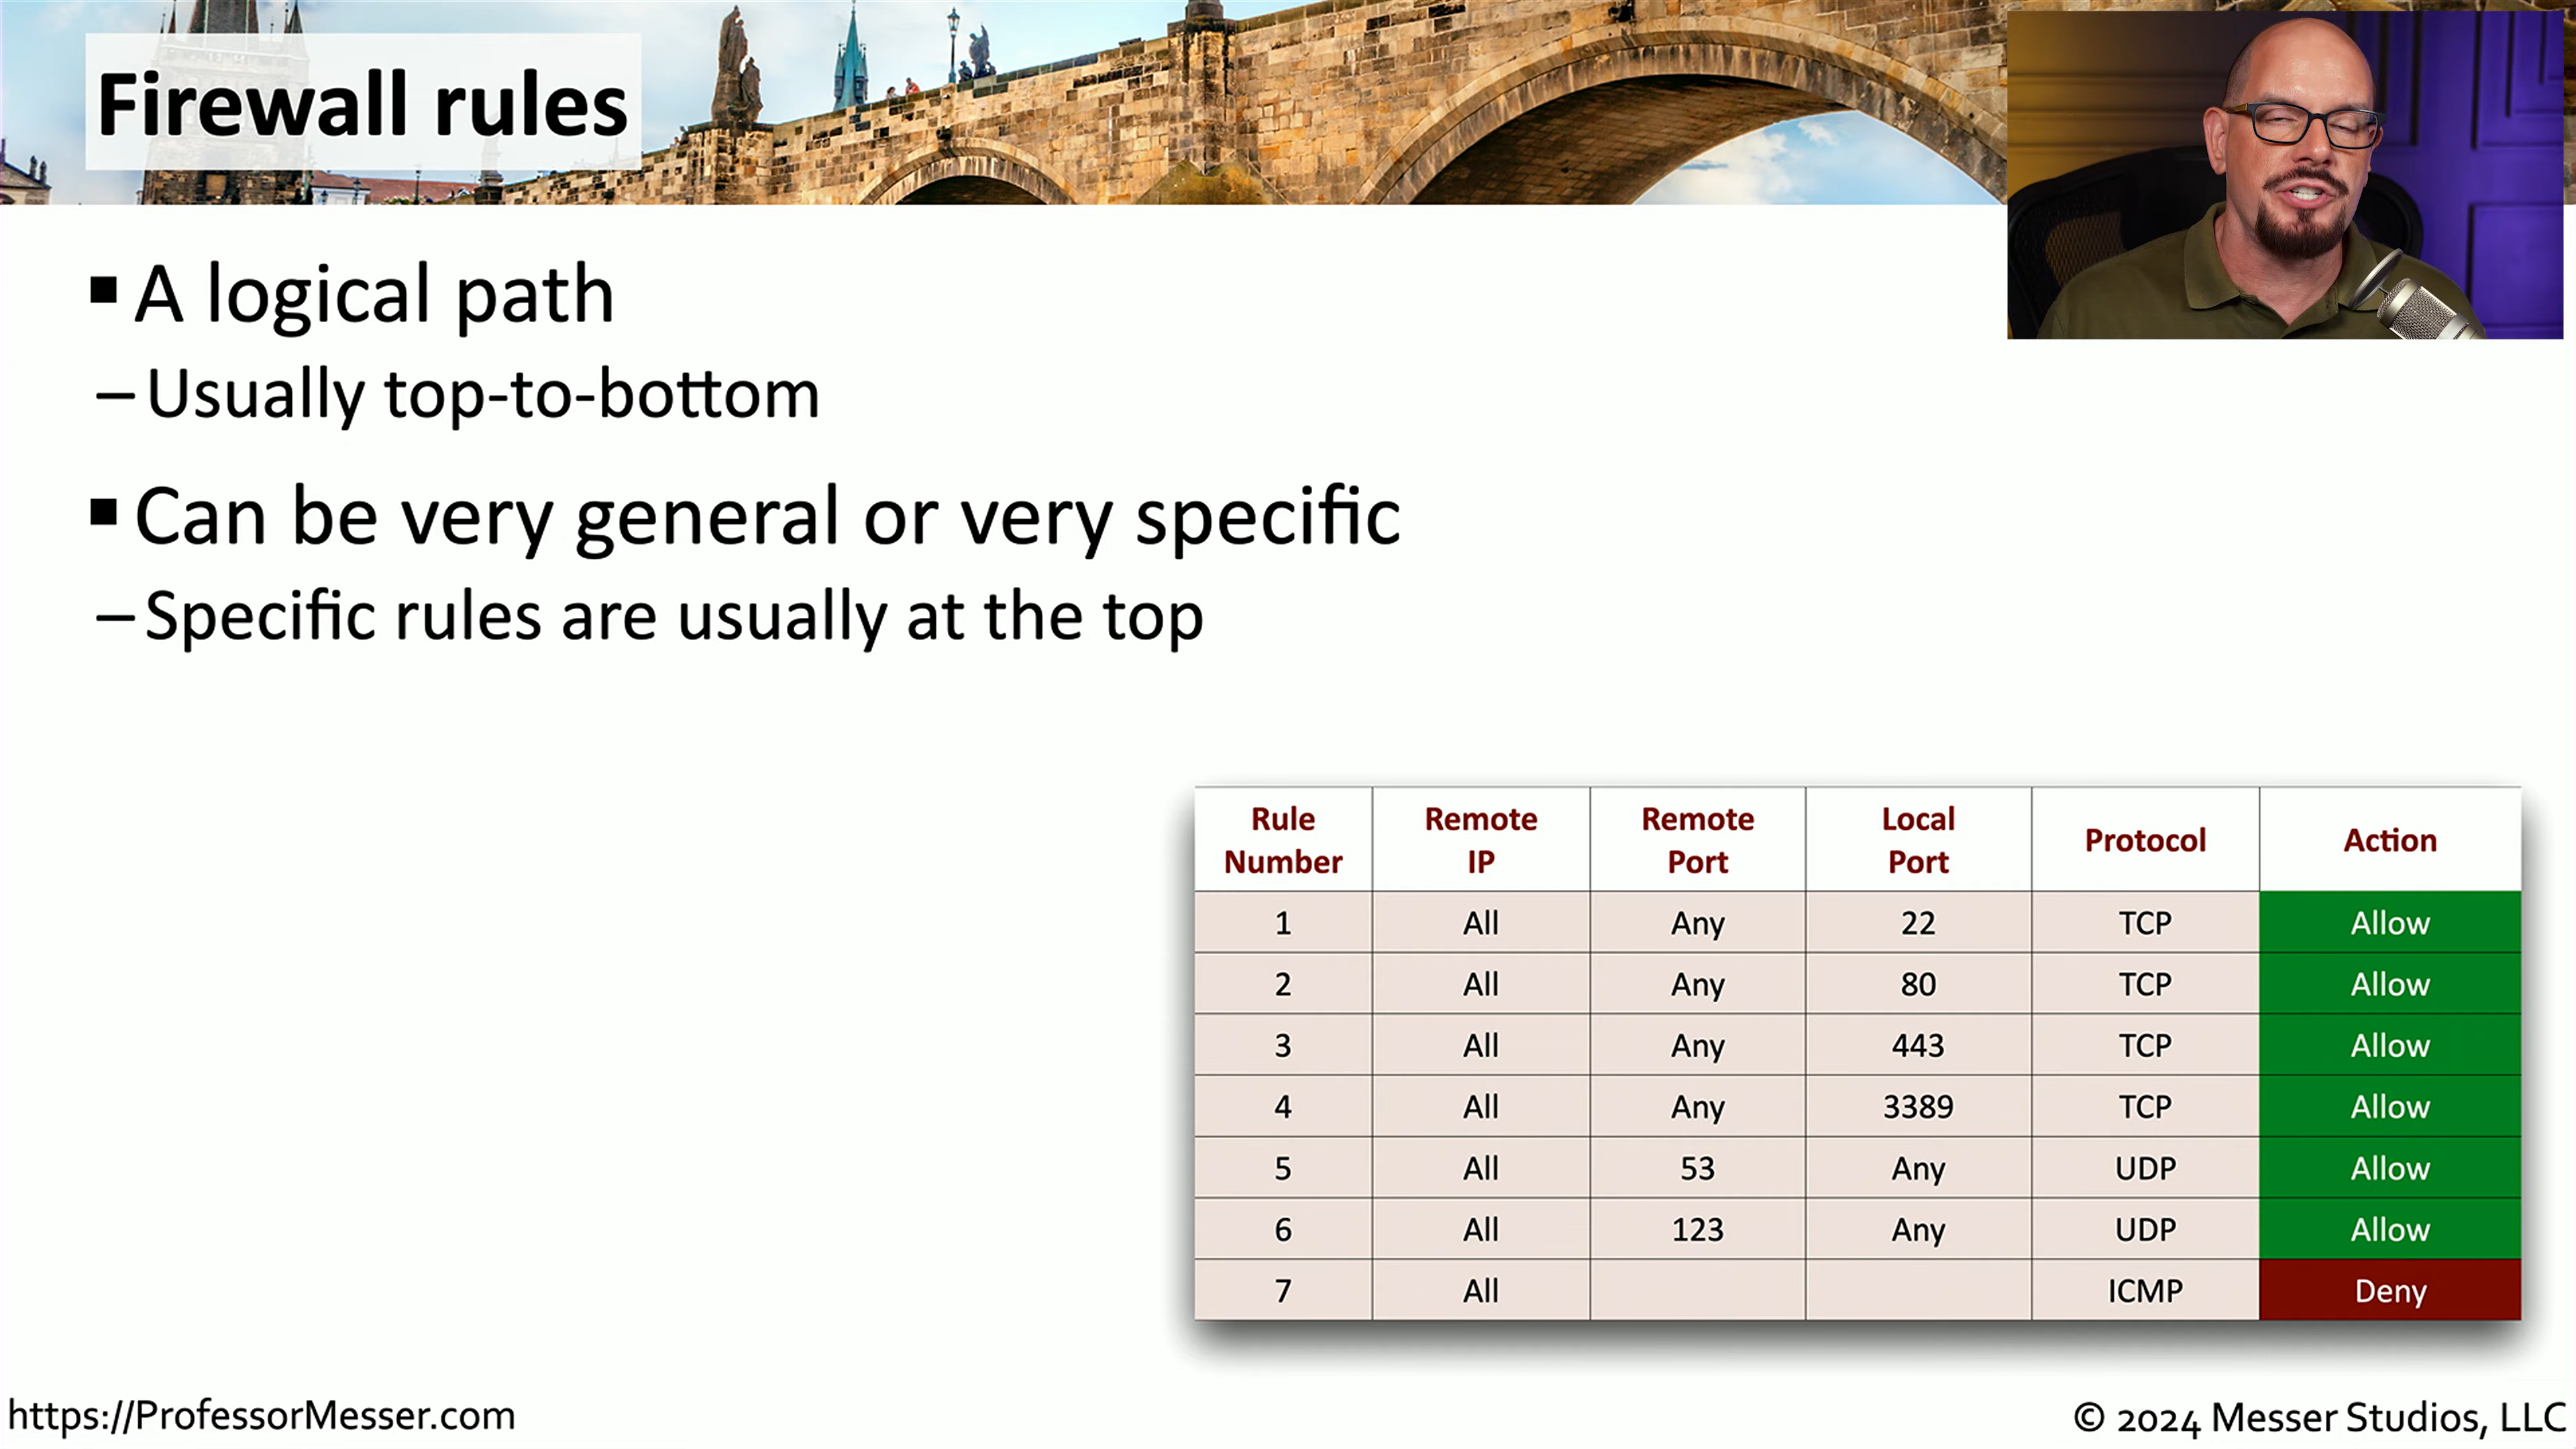 Firewall rules
▪ A logical path
– Usually top-to-bottom
▪ Can be very general or very specific
– Specific rules are usually at the top
Rule Number | Remote IP | Remote Port | Local Port | Protocol | Action
1 | All | Any | 22 | TCP | Allow
2 | All | Any | 80 | TCP | Allow
3 | All | Any | 443 | TCP | Allow
4 | All | Any | 3389 | TCP | Allow
5 | All | 53 | Any | UDP | Allow
6 | All | 123 | Any | UDP | Allow
7 | All | | | ICMP | Deny
https://ProfessorMesser.com
© 2024 Messer Studios, LLC